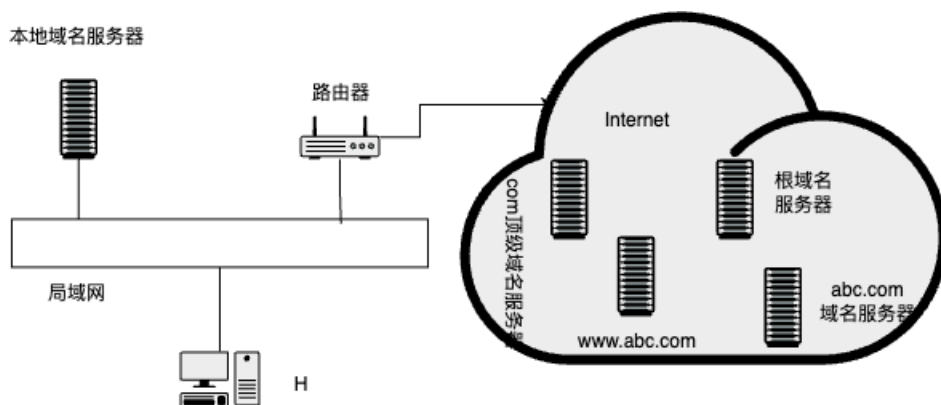 本地域名服务器
路由器
Internet
com顶级域名服务器
根域名
服务器
abc.com
域名服务器
www.abc.com
局域网
H